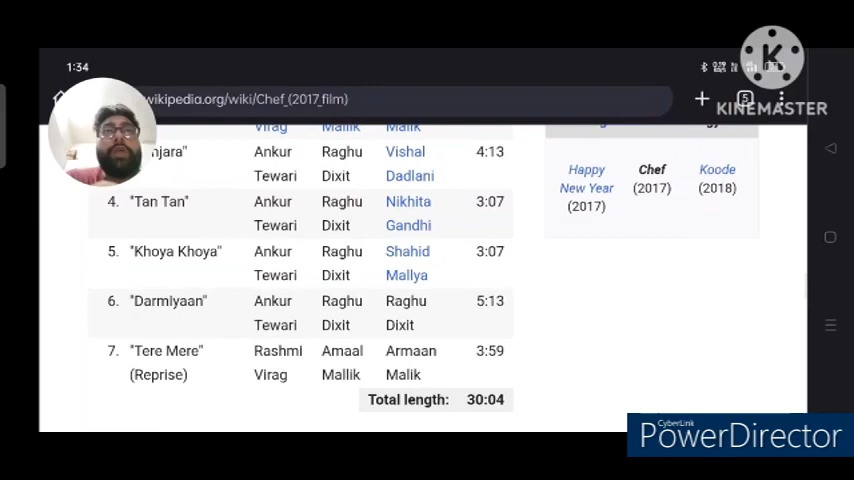 1:34
KINEMASTER
wikipedia.org/wiki/Chef_(2017_film)
5
Virag Mallik Malik
njara" Ankur Raghu Vishal 4:13
Tewari Dixit Dadlani
4. "Tan Tan" Ankur Raghu Nikhita 3:07
Tewari Dixit Gandhi
5. "Khoya Khoya" Ankur Raghu Shahid 3:07
Tewari Dixit Mallya
6. "Darmiyaan" Ankur Raghu Raghu 5:13
Tewari Dixit Dixit
7. "Tere Mere" Rashmi Amaal Armaan 3:59
(Reprise) Virag Mallik Malik
Total length: 30:04
Happy Chef Koode
New Year (2017) (2018)
(2017)
CyberLink
PowerDirector